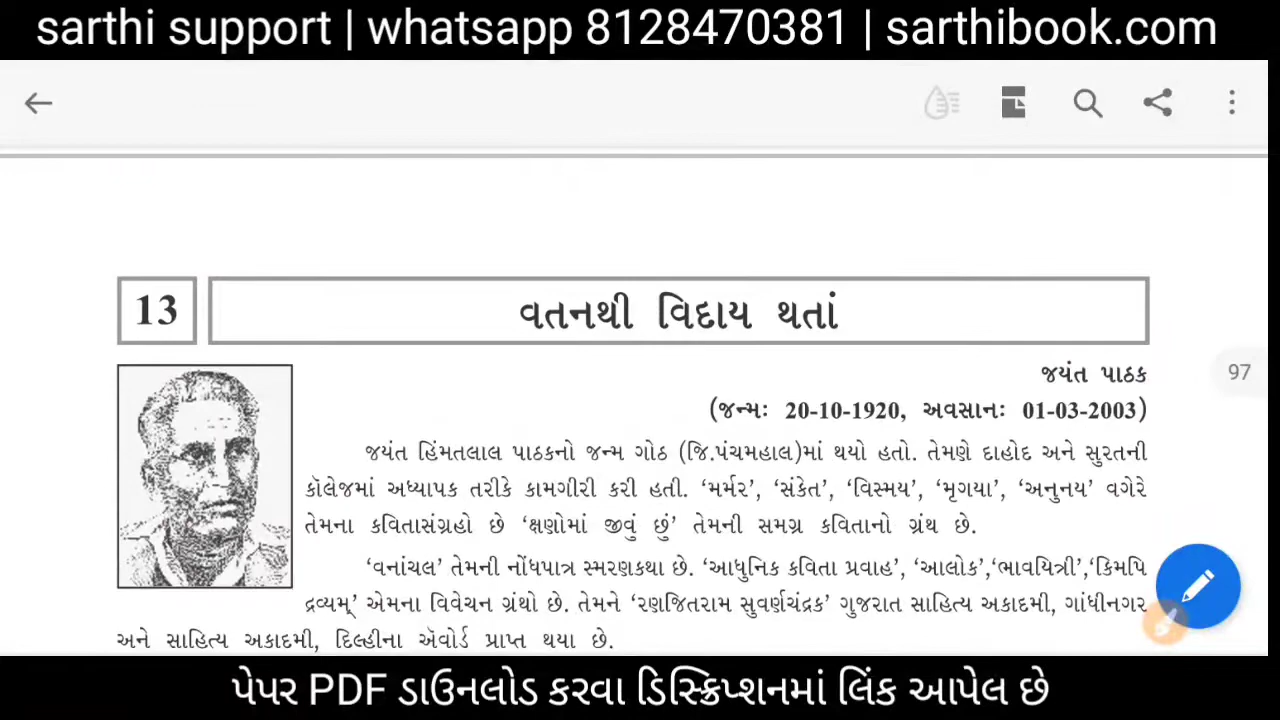 sarthi support | whatsapp 8128470381 | sarthibook.com
13
વતનથી વિદાય થતાં
જયંત પાઠક
97
(જન્મઃ 20-10-1920, અવસાનઃ 01-03-2003)
જયંત હિંમતલાલ પાઠકનો જન્મ ગોઠ (જિ.પંચમહાલ)માં થયો હતો. તેમણે દાહોદ અને સુરતની
કૉલેજમાં અધ્યાપક તરીકે કામગીરી કરી હતી. ‘મર્મર’, ‘સંકેત’, ‘વિસ્મય’, ‘મૃગયા’, ‘અનુનય’ વગેરે
તેમના કવિતાસંગ્રહો છે ‘ક્ષણોમાં જીવું છું’ તેમની સમગ્ર કવિતાનો ગ્રંથ છે.
‘વનાંચલ’ તેમની નોંધપાત્ર સ્મરણકથા છે. ‘આધુનિક કવિતા પ્રવાહ’, ‘આલોક’,‘ભાવયિત્રી’,‘કિમપિ
દ્રવ્યમ્’ એમના વિવેચન ગ્રંથો છે. તેમને ‘રણજિતરામ સુવર્ણચંદ્રક’ ગુજરાત સાહિત્ય અકાદમી, ગાંધીનગર
અને સાહિત્ય અકાદમી, દિલ્હીના ઍવોર્ડ પ્રાપ્ત થયા છે.
પેપર PDF ડાઉનલોડ કરવા ડિસ્ક્રિપ્શનમાં લિંક આપેલ છે